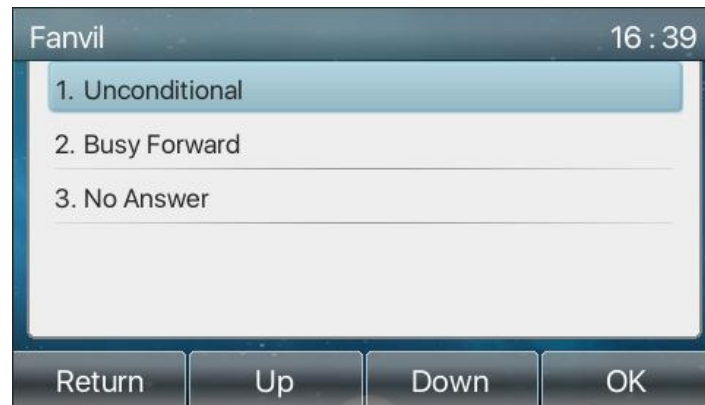 Fanvil 16 : 39
1. Unconditional
2. Busy Forward
3. No Answer
Return Up Down OK